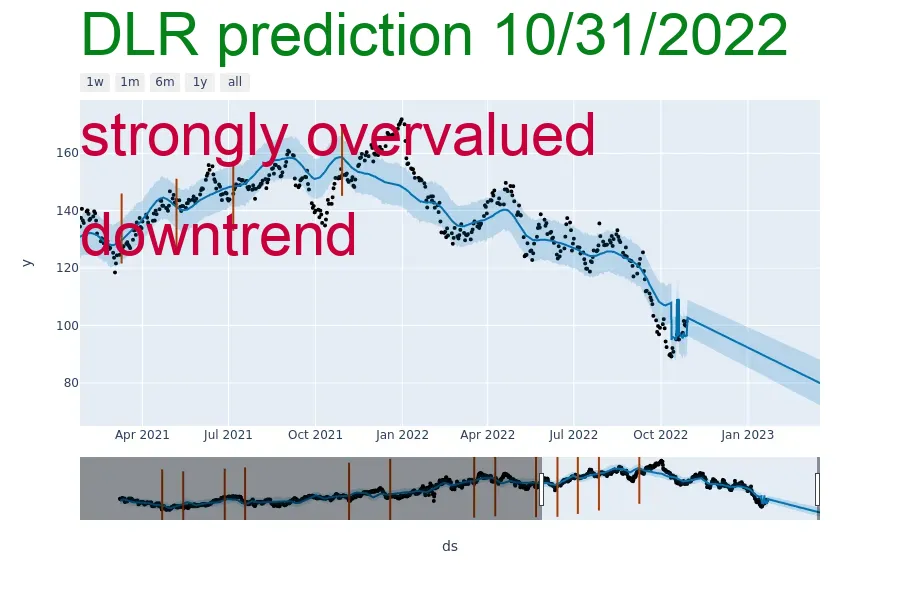 DLR prediction 10/31/2022
1w 1m 6m 1y all
strongly overvalued
160
140
downtrend
120
y
100
80
Apr 2021 Jul 2021 Oct 2021 Jan 2022 Apr 2022 Jul 2022 Oct 2022 Jan 2023
ds